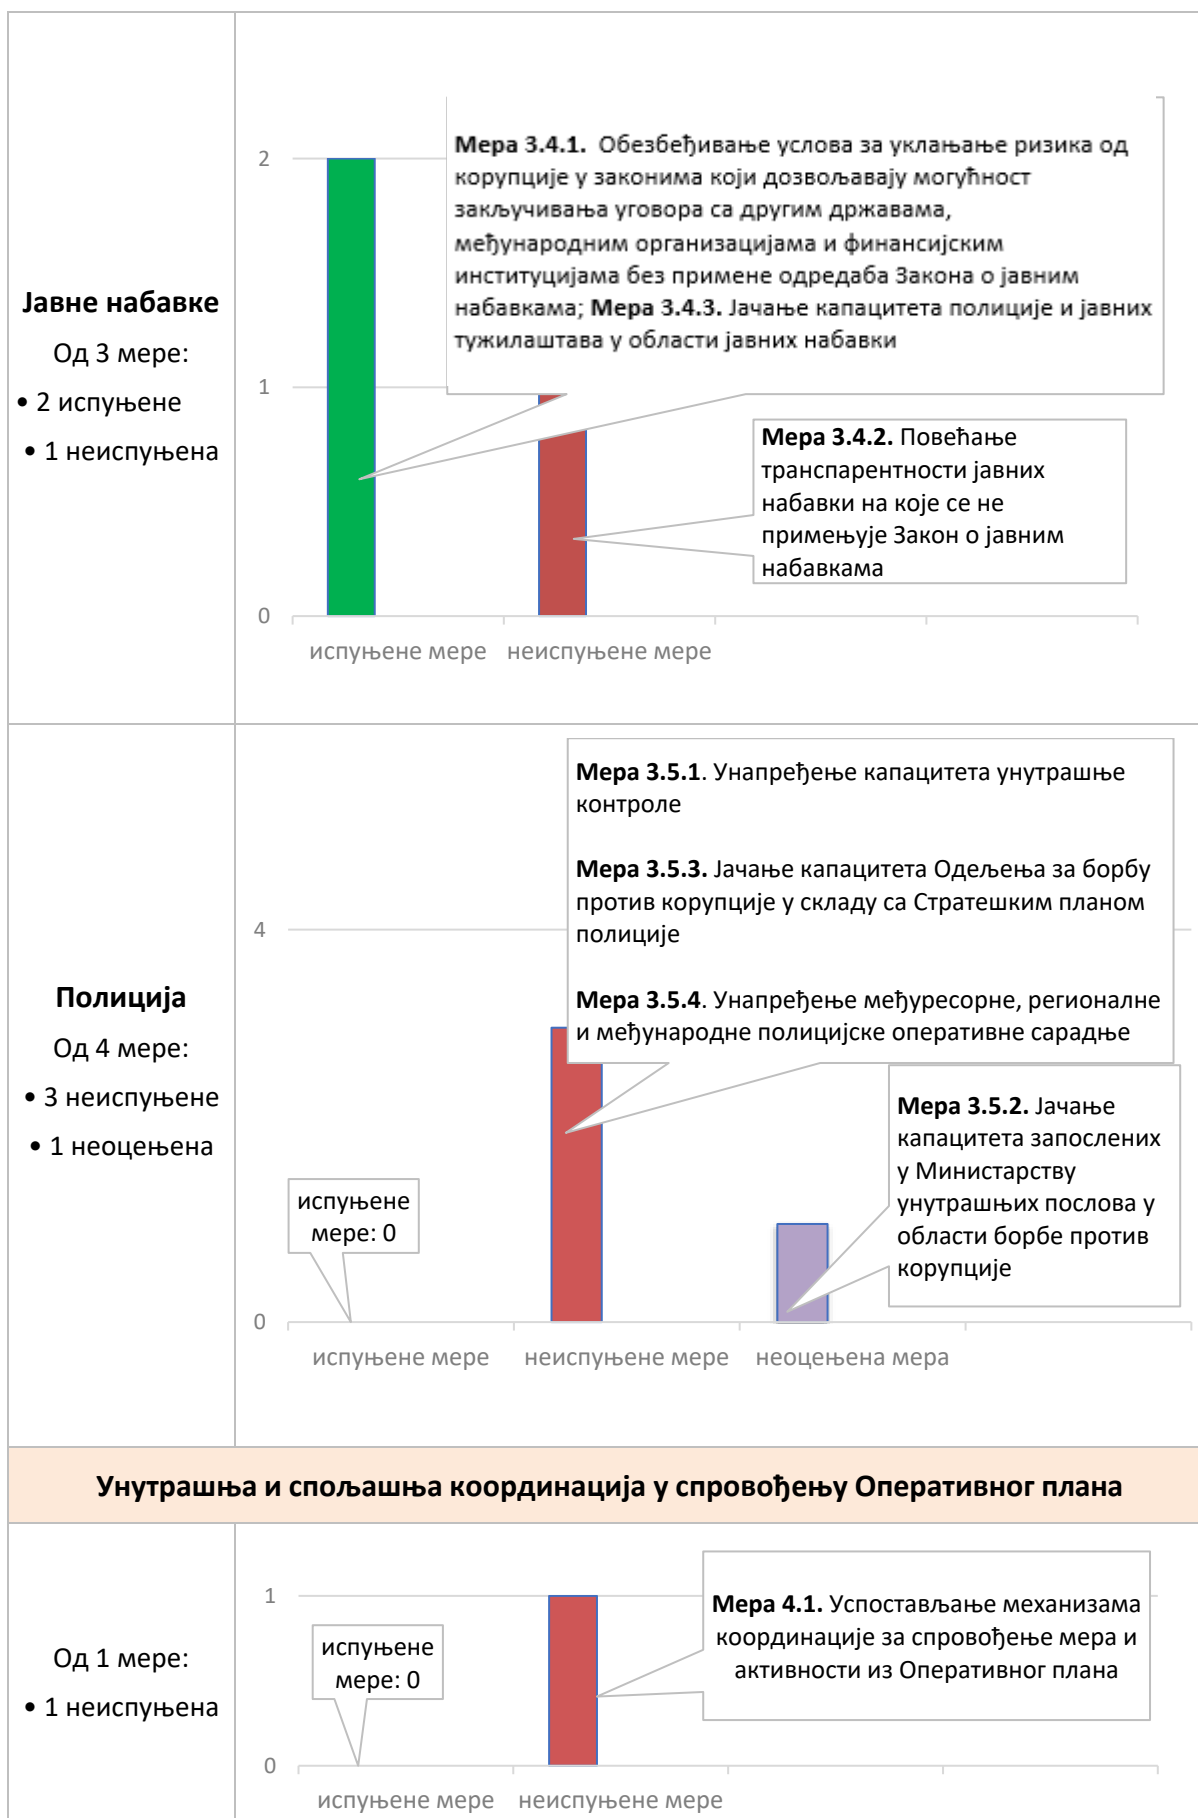 Јавне набавке
Од 3 мере:
• 2 испуњене
• 1 неиспуњена
2
1
0
Мера 3.4.1. Обезбеђивање услова за уклањање ризика од
корупције у законима који дозвољавају могућност
закључивања уговора са другим државама,
међународним организацијама и финансијским
институцијама без примене одредаба Закона о јавним
набавкама; Мера 3.4.3. Јачање капацитета полиције и јавних
тужилаштава у области јавних набавки
Мера 3.4.2. Повећање
транспарентности јавних
набавки на које се не
примењује Закон о јавним
набавкама
испуњене мере
неиспуњене мере
Полиција
Од 4 мере:
• 3 неиспуњене
• 1 неоцењена
4
0
Мера 3.5.1. Унапређење капацитета унутрашње
контроле
Мера 3.5.3. Јачање капацитета Одељења за борбу
против корупције у складу са Стратешким планом
полиције
Мера 3.5.4. Унапређење међуресорне, регионалне
и међународне полицијске оперативне сарадње
Мера 3.5.2. Јачање
капацитета запослених
у Министарству
унутрашњих послова у
области борбе против
корупције
испуњене
мере: 0
испуњене мере
неиспуњене мере
неоцењена мера
Унутрашња и спољашња координација у спровођењу Оперативног плана
Од 1 мере:
• 1 неиспуњена
1
0
испуњене
мере: 0
Мера 4.1. Успостављање механизама
координације за спровођење мера и
активности из Оперативног плана
испуњене мере
неиспуњене мере